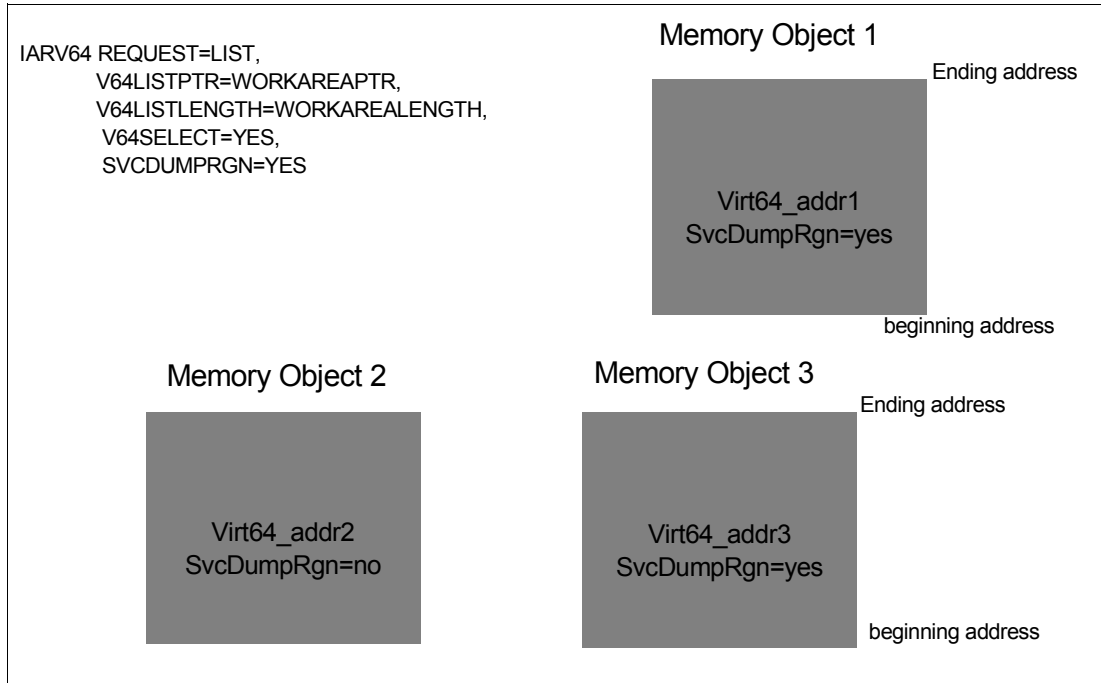 IARV64 REQUEST=LIST,
V64LISTPTR=WORKAREAPTR,
V64LISTLENGTH=WORKAREALENGTH,
V64SELECT=YES,
SVCDUMPRGN=YES
Memory Object 1
Ending address
Virt64_addr1
SvcDumpRgn=yes
beginning address
Memory Object 2
Virt64_addr2
SvcDumpRgn=no
Memory Object 3
Ending address
Virt64_addr3
SvcDumpRgn=yes
beginning address